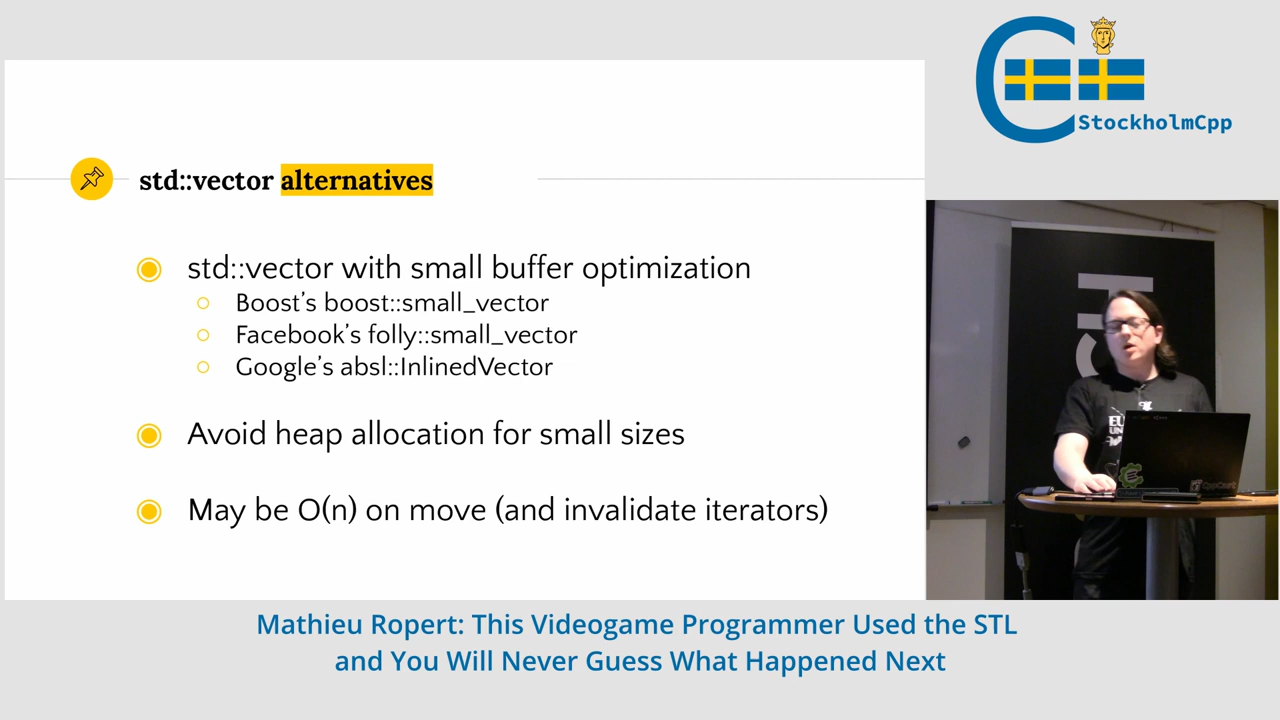 StockholmCpp
std::vector alternatives
std::vector with small buffer optimization
Boost's boost::small_vector
Facebook's folly::small_vector
Google's absl::InlinedVector
Avoid heap allocation for small sizes
May be O(n) on move (and invalidate iterators)
Mathieu Ropert: This Videogame Programmer Used the STL
and You Will Never Guess What Happened Next